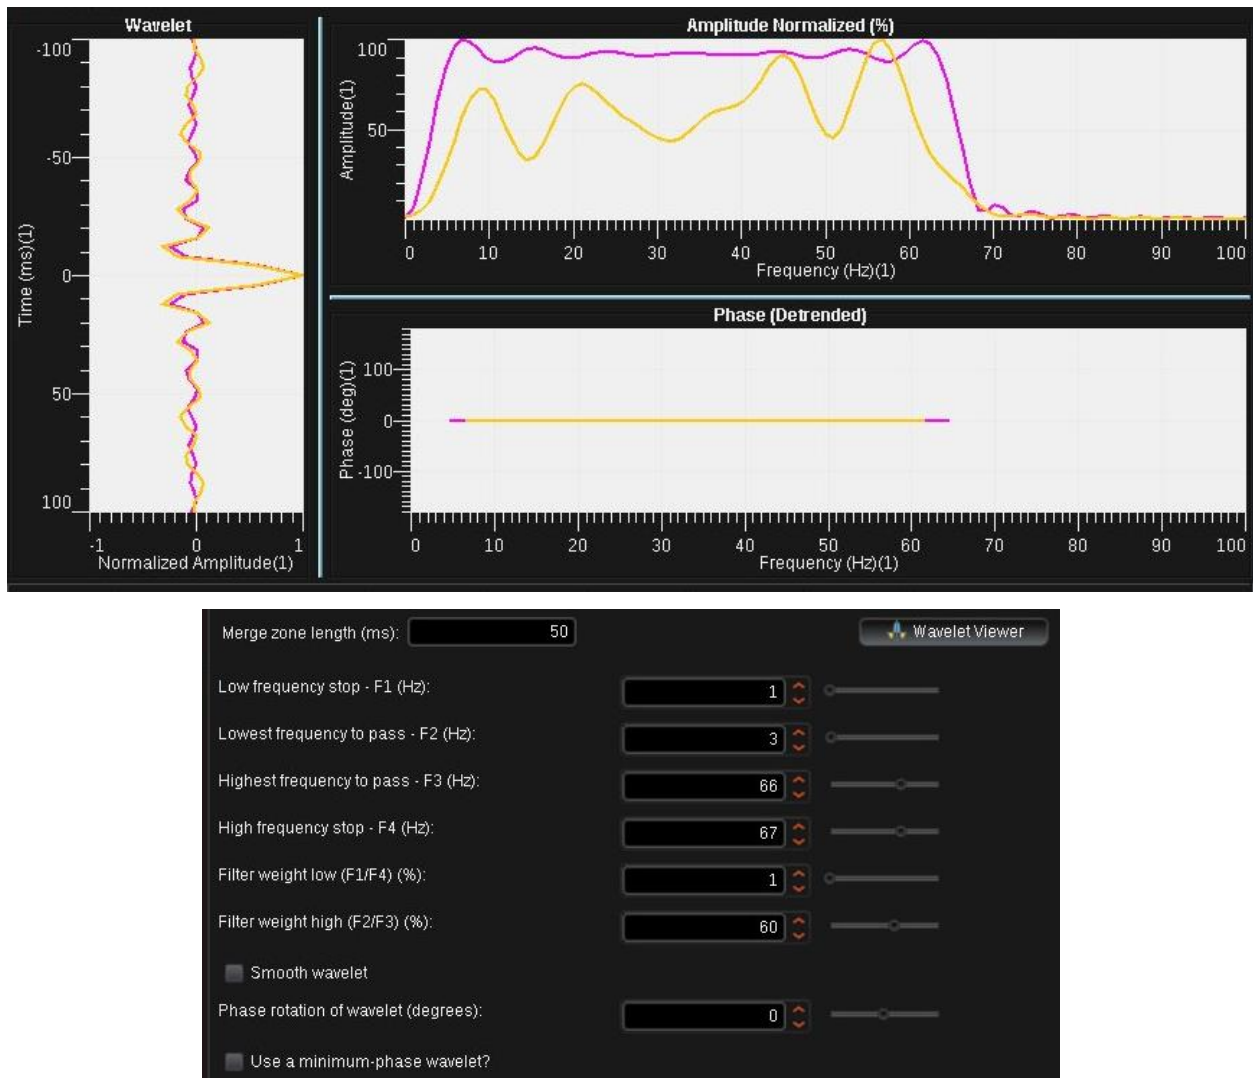 Wavelet
-100
-50
0
50
100
Time (ms)(1)
-1 0 1
Normalized Amplitude(1)
Amplitude Normalized (%)
100
50
Amplitude(1)
0 10 20 30 40 50 60 70 80 90 100
Frequency (Hz)(1)
Phase (Detrended)
100
0
-100
Phase (deg)(1)
0 10 20 30 40 50 60 70 80 90 100
Frequency (Hz)(1)
Merge zone length (ms): 50 Wavelet Viewer
Low frequency stop - F1 (Hz): 1
Lowest frequency to pass - F2 (Hz): 3
Highest frequency to pass - F3 (Hz): 66
High frequency stop - F4 (Hz): 67
Filter weight low (F1/F4) (%): 1
Filter weight high (F2/F3) (%): 60
Smooth wavelet
Phase rotation of wavelet (degrees): 0
Use a minimum-phase wavelet?